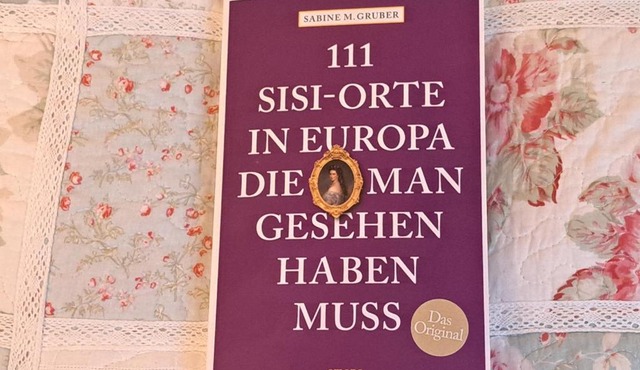 SABINE M. GRUBER
111
SISI-ORTE
IN EUROPA
DIE MAN
GESEHEN
HABEN
MUSS
Das
Original